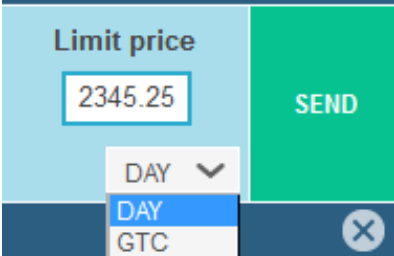 Limit price
2345.25
SEND
DAY
DAY
GTC